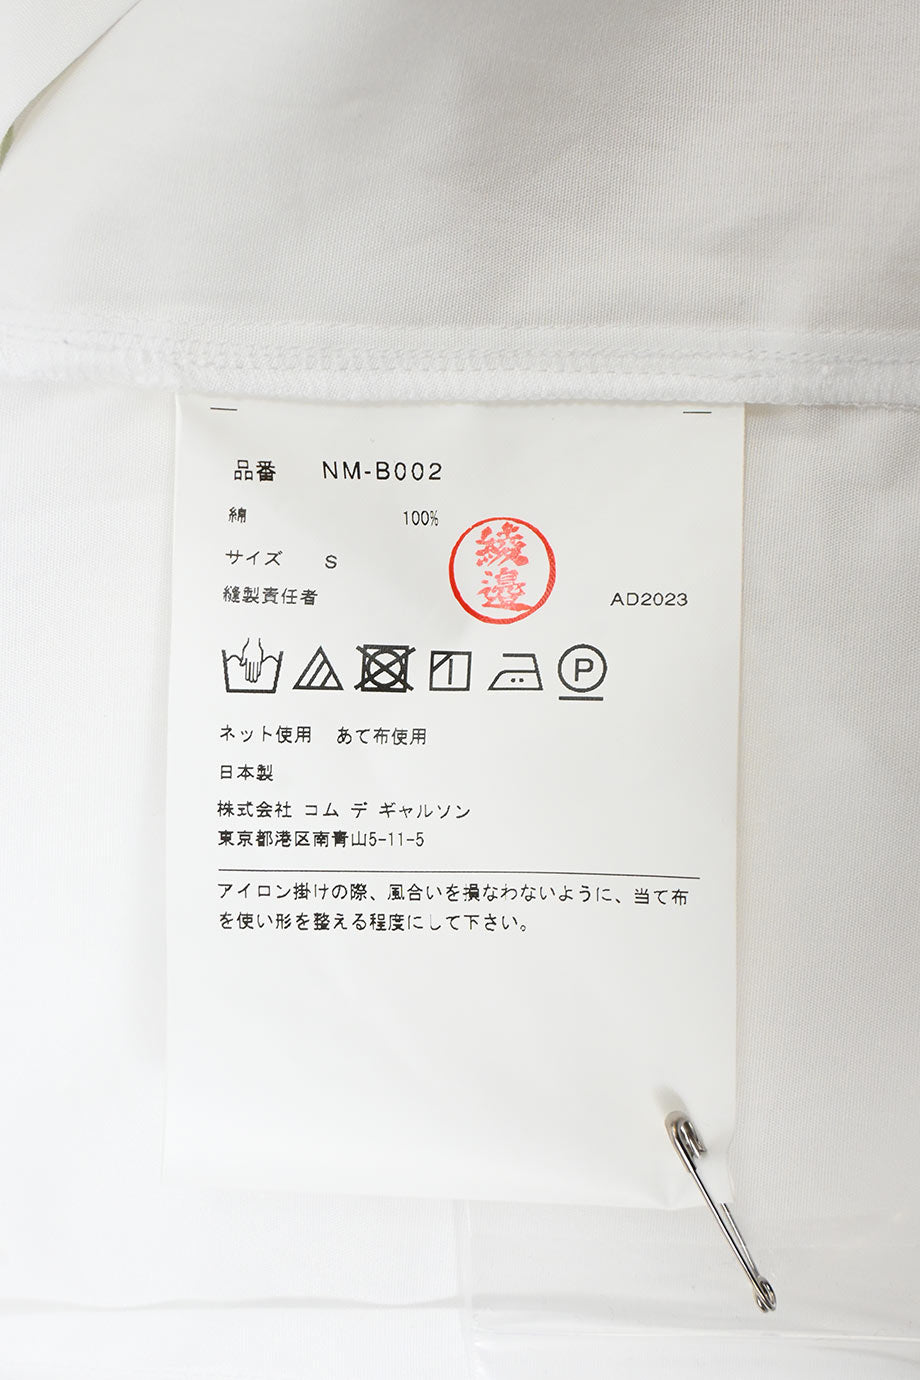 品番 NM-B002
綿 100%
サイズ S
縫製責任者 綾邉 AD2023
P
ネット使用 あて布使用
日本製
株式会社 コム デ ギャルソン
東京都港区南青山5-11-5
アイロン掛けの際、風合いを損なわないように、当て布
を使い形を整える程度にして下さい。